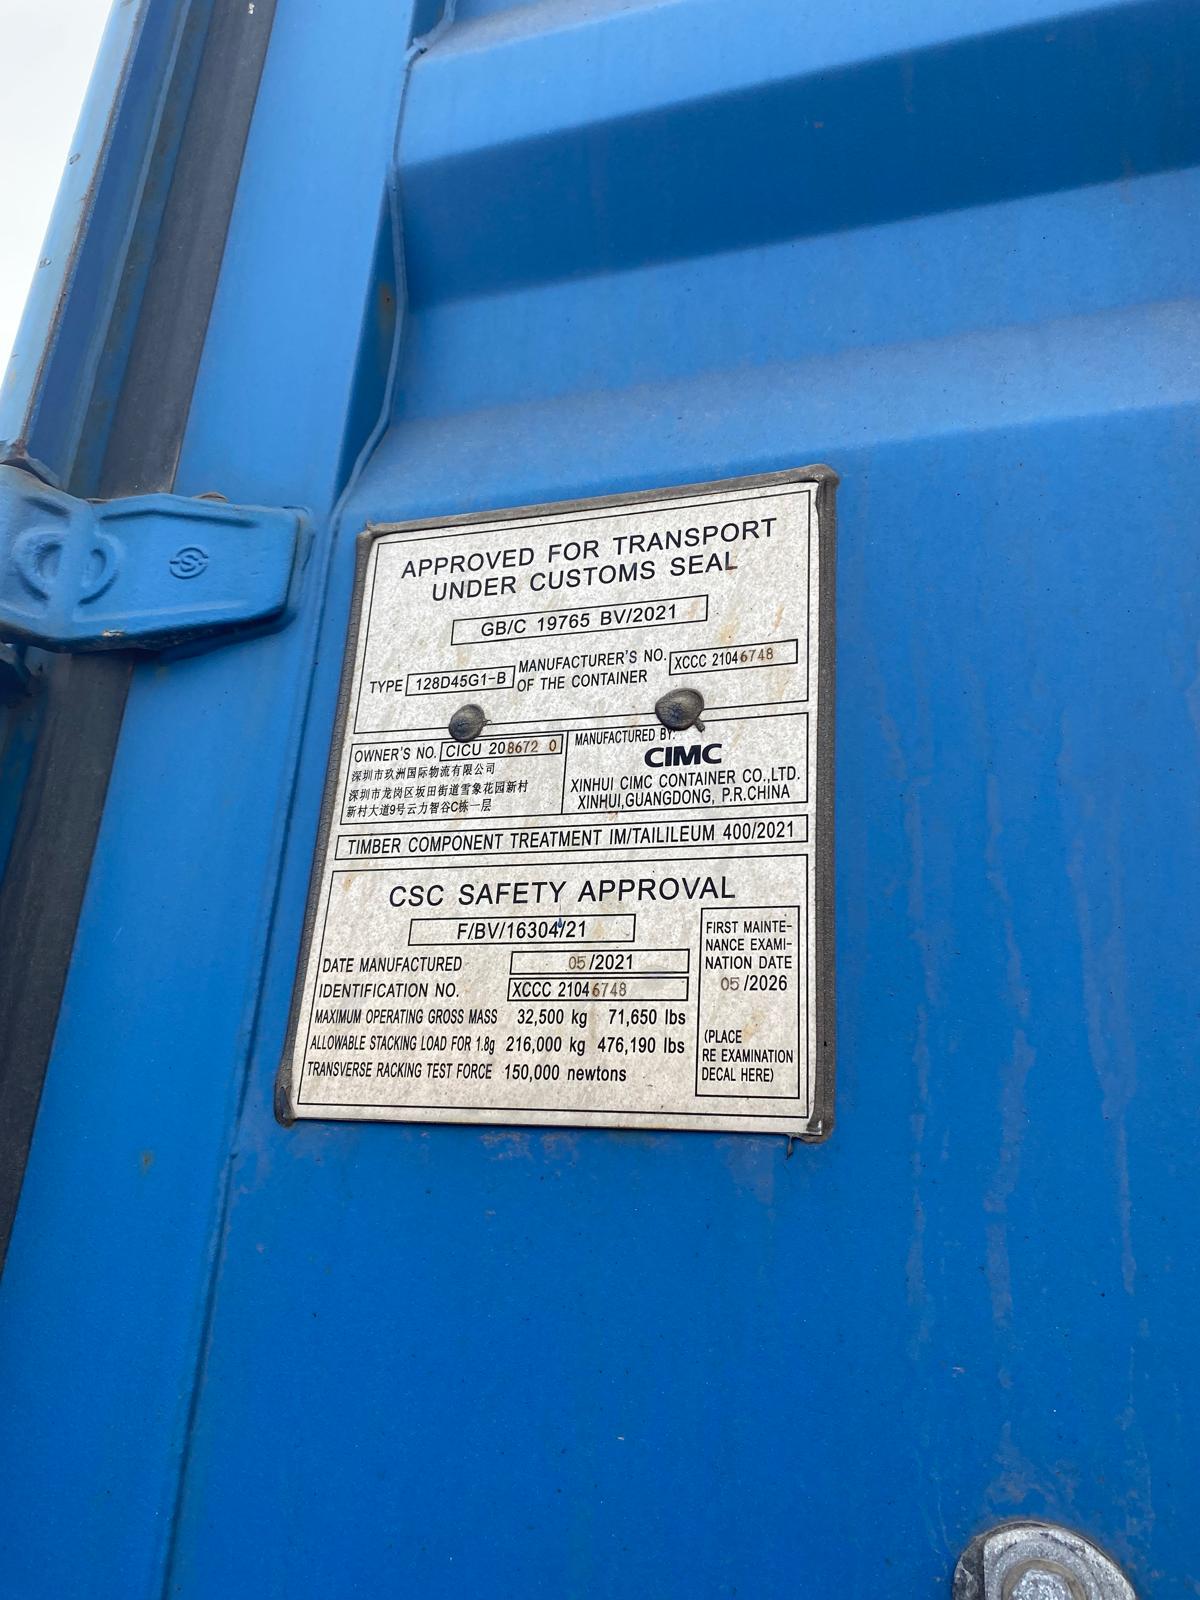 APPROVED FOR TRANSPORT
UNDER CUSTOMS SEAL
GB/C 19765 BV/2021
TYPE 128D45G1-B MANUFACTURER'S NO. OF THE CONTAINER XCCC 21046748
OWNER'S NO. CICU 208672 0
深圳市玖洲国际物流有限公司
深圳市龙岗区坂田街道雪象花园新村
新村大道9号云力智谷C栋一层
MANUFACTURED BY:
CIMC
XINHUI CIMC CONTAINER CO.,LTD.
XINHUI,GUANGDONG, P.R.CHINA
TIMBER COMPONENT TREATMENT IM/TAILILEUM 400/2021
CSC SAFETY APPROVAL
F/BV/16304/21
DATE MANUFACTURED 05/2021
IDENTIFICATION NO. XCCC 21046748
MAXIMUM OPERATING GROSS MASS 32,500 kg 71,650 lbs
ALLOWABLE STACKING LOAD FOR 1.8g 216,000 kg 476,190 lbs
TRANSVERSE RACKING TEST FORCE 150,000 newtons
FIRST MAINTE-
NANCE EXAMI-
NATION DATE
05/2026
(PLACE
RE EXAMINATION
DECAL HERE)